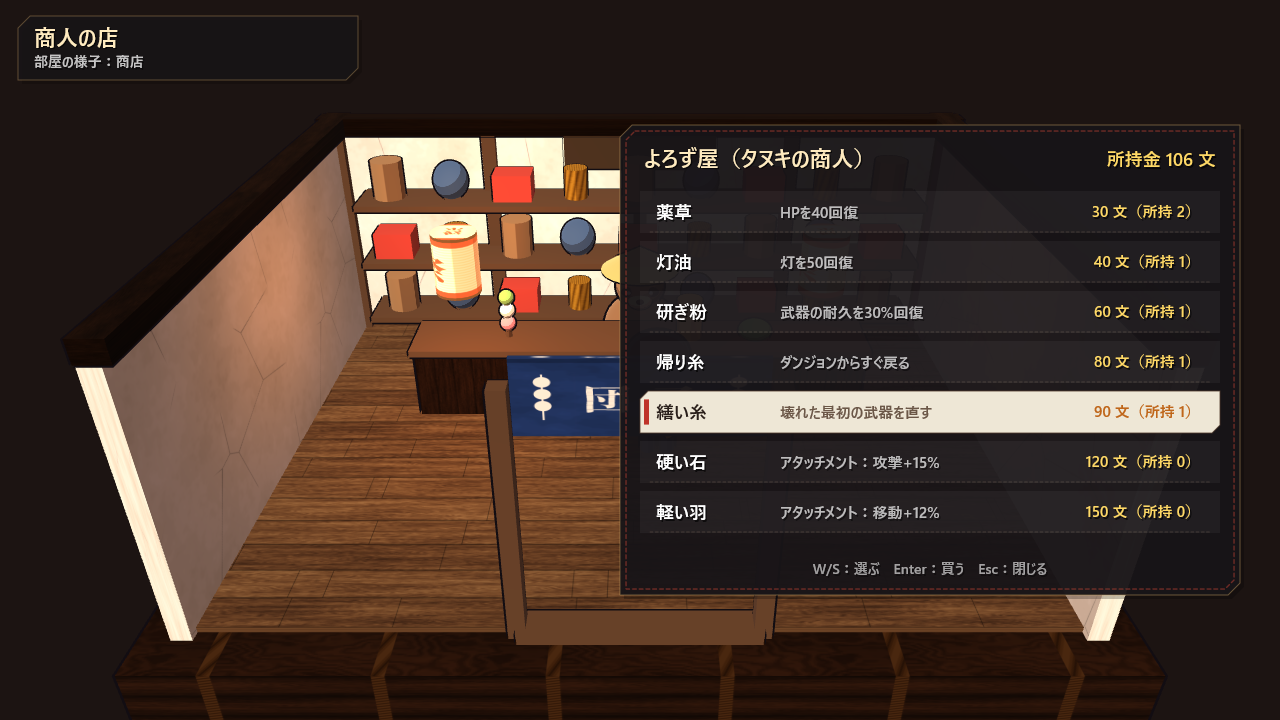 商人の店
部屋の様子：商店
よろず屋（タヌキの商人） 所持金 106 文
薬草 HPを40回復 30 文（所持 2）
灯油 灯を50回復 40 文（所持 1）
研ぎ粉 武器の耐久を30%回復 60 文（所持 1）
帰り糸 ダンジョンからすぐ戻る 80 文（所持 1）
繕い糸 壊れた最初の武器を直す 90 文（所持 1）
硬い石 アタッチメント：攻撃+15% 120 文（所持 0）
軽い羽 アタッチメント：移動+12% 150 文（所持 0）
W/S：選ぶ Enter：買う Esc：閉じる
団